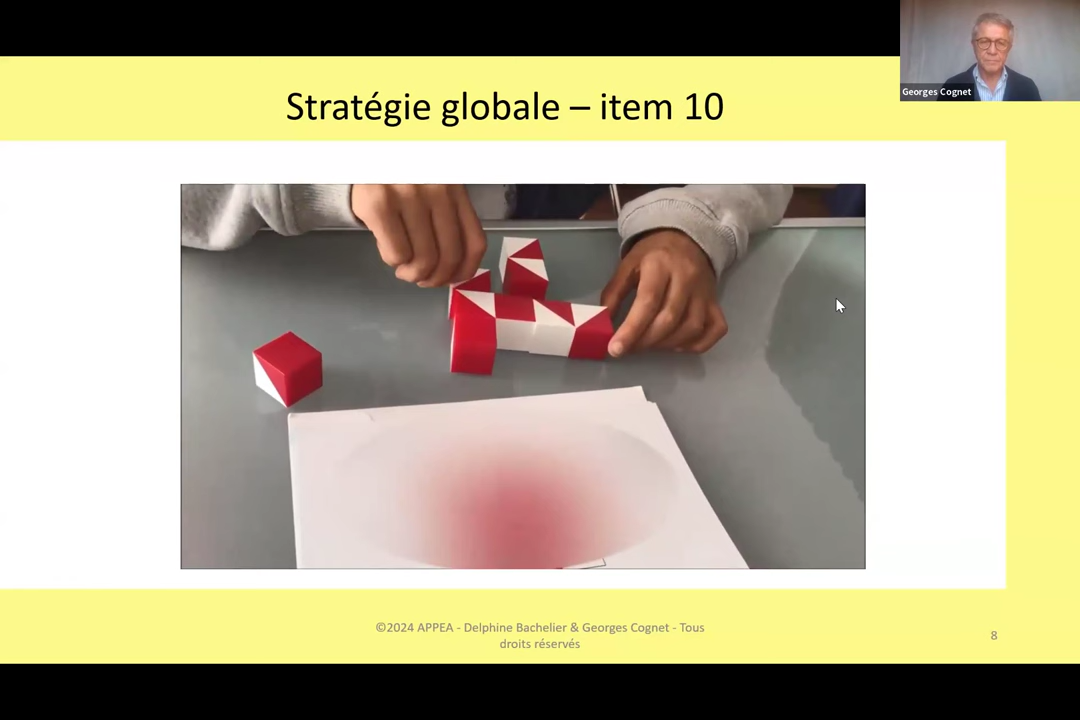 Georges Cognet
Stratégie globale – item 10
©2024 APPEA - Delphine Bachelier & Georges Cognet - Tous
droits réservés
8